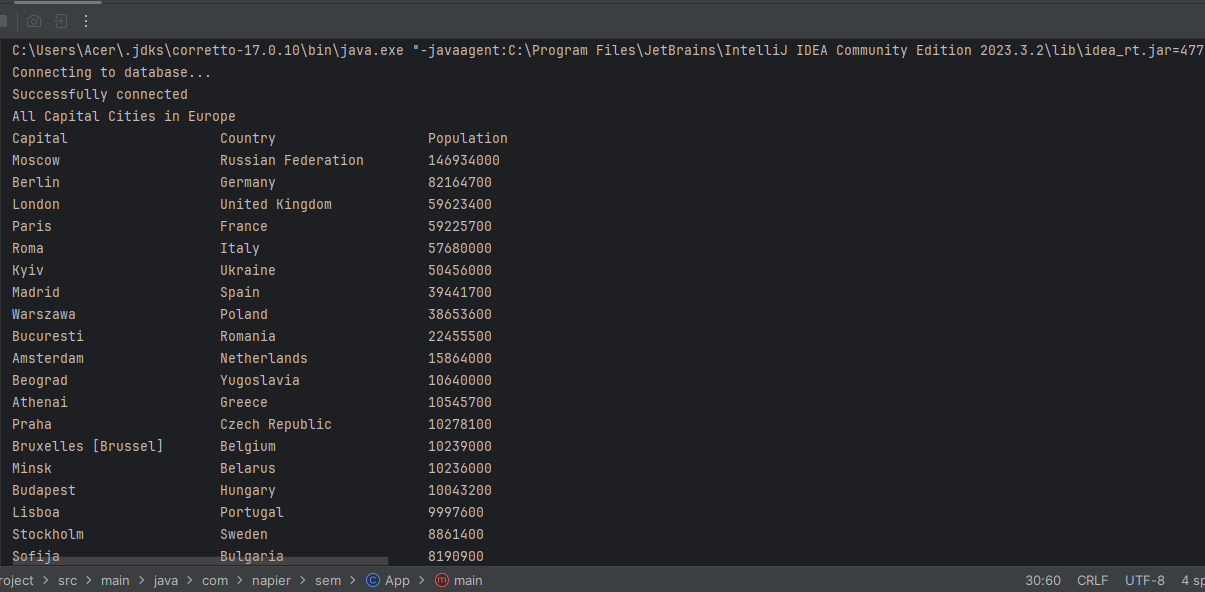 C:\Users\Acer\.jdks\corretto-17.0.10\bin\java.exe "-javaagent:C:\Program Files\JetBrains\IntelliJ IDEA Community Edition 2023.3.2\lib\idea_rt.jar=477
Connecting to database...
Successfully connected
All Capital Cities in Europe
Capital Country Population
Moscow Russian Federation 146934000
Berlin Germany 82164700
London United Kingdom 59623400
Paris France 59225700
Roma Italy 57680000
Kyiv Ukraine 50456000
Madrid Spain 39441700
Warszawa Poland 38653600
Bucuresti Romania 22455500
Amsterdam Netherlands 15864000
Beograd Yugoslavia 10640000
Athenai Greece 10545700
Praha Czech Republic 10278100
Bruxelles [Brussel] Belgium 10239000
Minsk Belarus 10236000
Budapest Hungary 10043200
Lisboa Portugal 9997600
Stockholm Sweden 8861400
Sofija Bulgaria 8190900
roject > src > main > java > com > napier > sem > App > main 30:60 CRLF UTF-8 4 sp